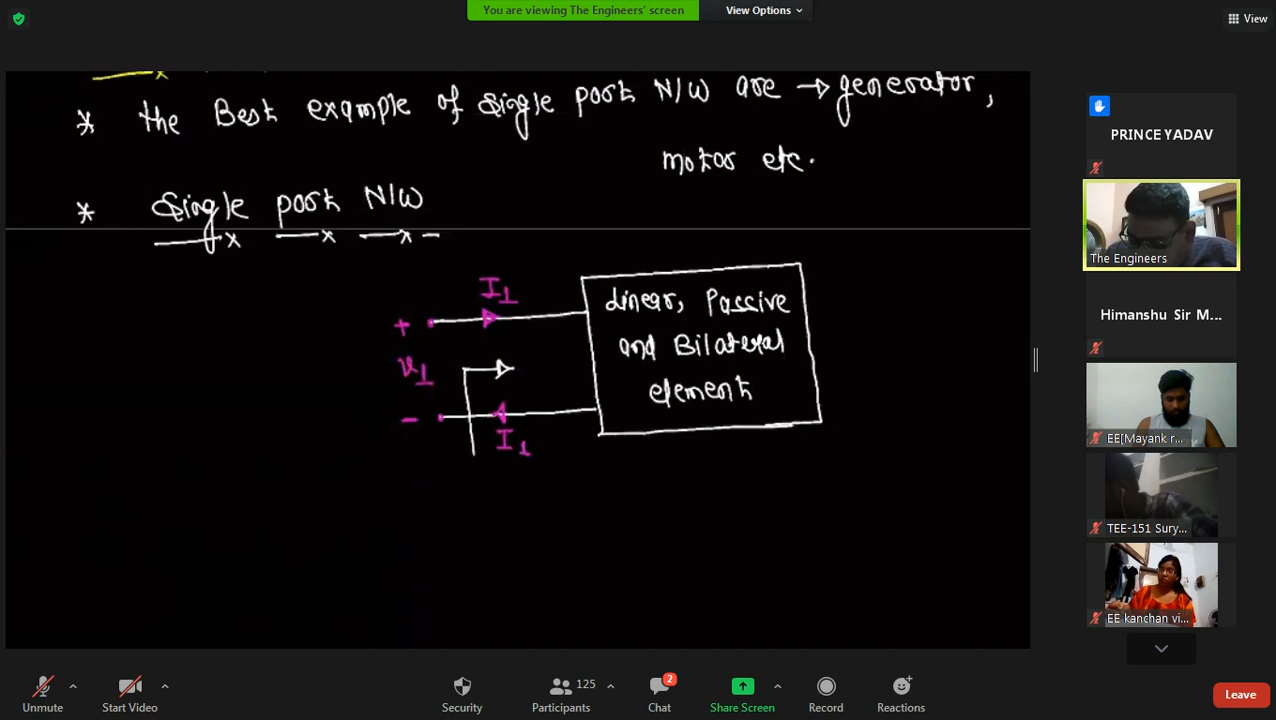 You are viewing The Engineers' screen
View Options
View
* the Best example of single port N/W are → generator,
motor etc.
* Single port N/W
I1
+
V1
-
I1
Linear, Passive
and Bilateral
element
PRINCE YADAV
The Engineers
Himanshu Sir M...
EE[Mayank r...
TEE-151 Sury...
EE kanchan vi...
Unmute
Start Video
Security
125
Participants
2
Chat
Share Screen
Record
Reactions
Leave